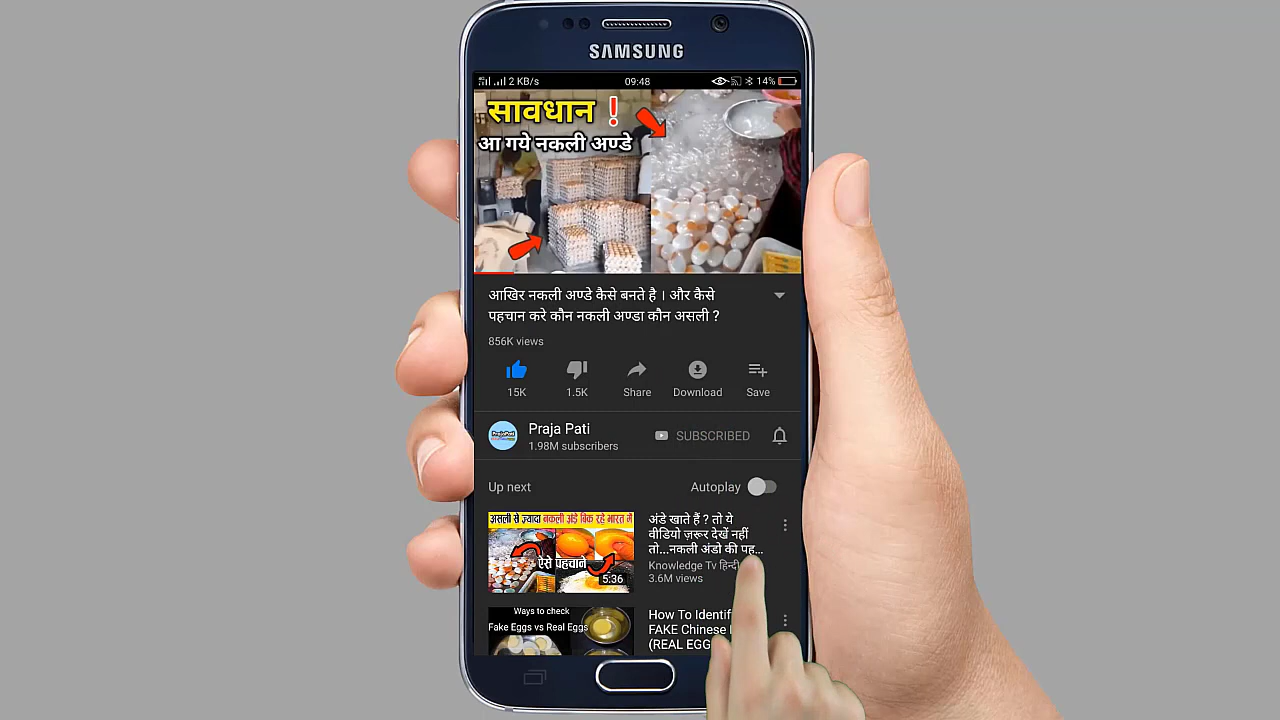 SAMSUNG
2 KB/s 09:48 14%
सावधान❗
आ गये नकली अण्डे
आखिर नकली अण्डे कैसे बनते है । और कैसे
पहचान करे कौन नकली अण्डा कौन असली ?
856K views
15K 1.5K Share Download Save
Praja Pati
1.98M subscribers
SUBSCRIBED
Up next Autoplay
असली से ज़्यादा नकली अंडे बिक रहे भारत में
ऐसे पहचाने
5:36
अंडे खाते हैं ? तो ये
वीडियो ज़रूर देखें नहीं
तो...नकली अंडो की पह...
Knowledge Tv हिन्दी
3.6M views
Ways to check
Fake Eggs vs Real Eggs
How To Identif
FAKE Chinese
(REAL EGG